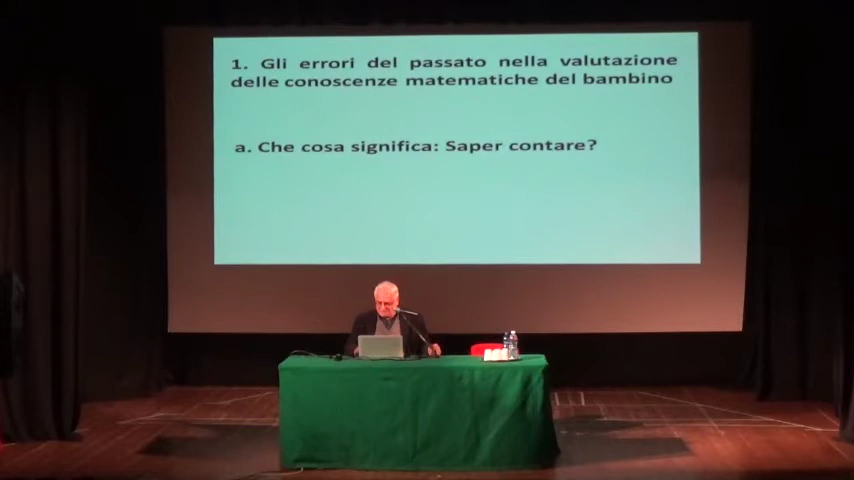 1. Gli errori del passato nella valutazione
delle conoscenze matematiche del bambino
a. Che cosa significa: Saper contare?